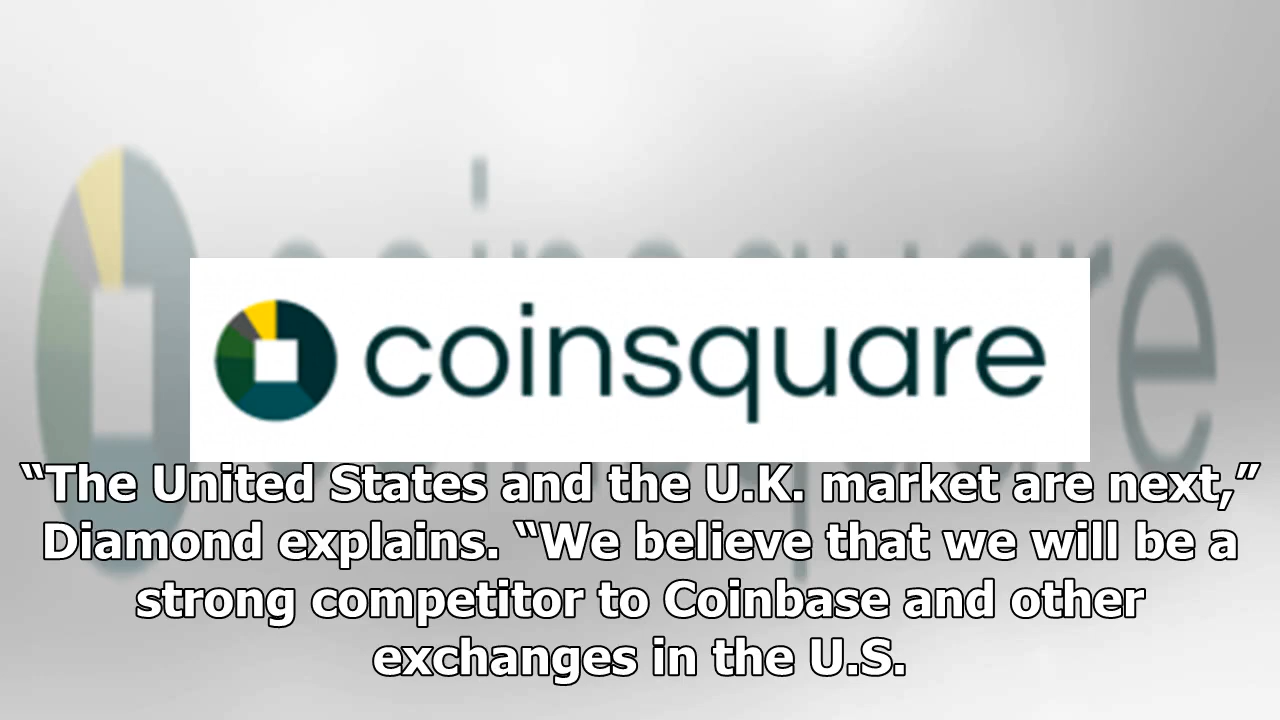 coinsquare
“The United States and the U.K. market are next,”
Diamond explains. “We believe that we will be a
strong competitor to Coinbase and other
exchanges in the U.S.